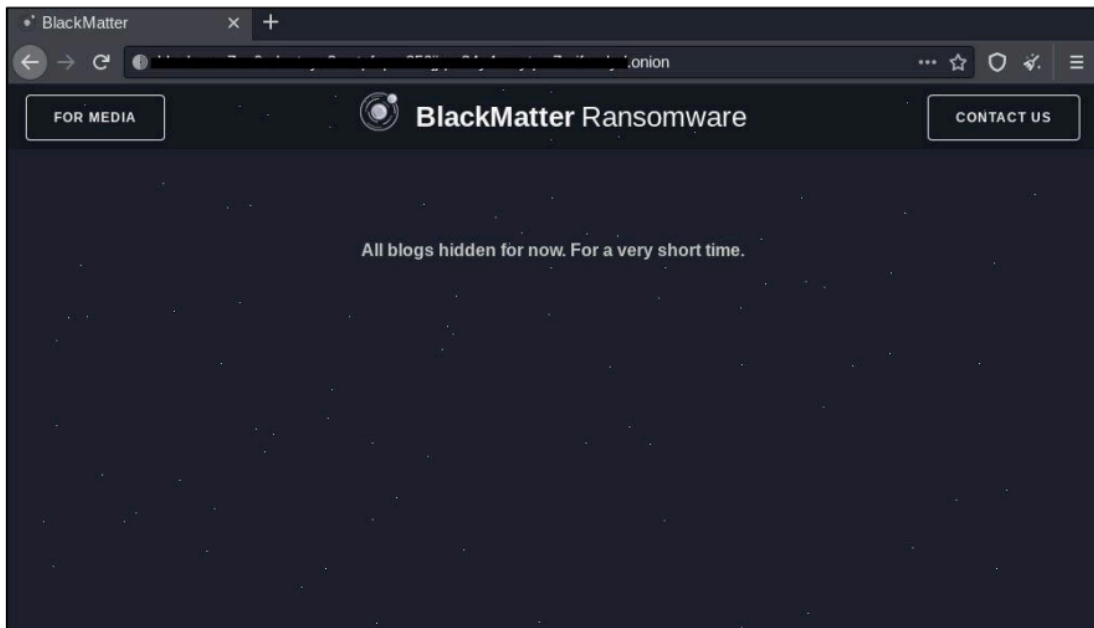 BlackMatter
.onion
FOR MEDIA
BlackMatter Ransomware
CONTACT US
All blogs hidden for now. For a very short time.